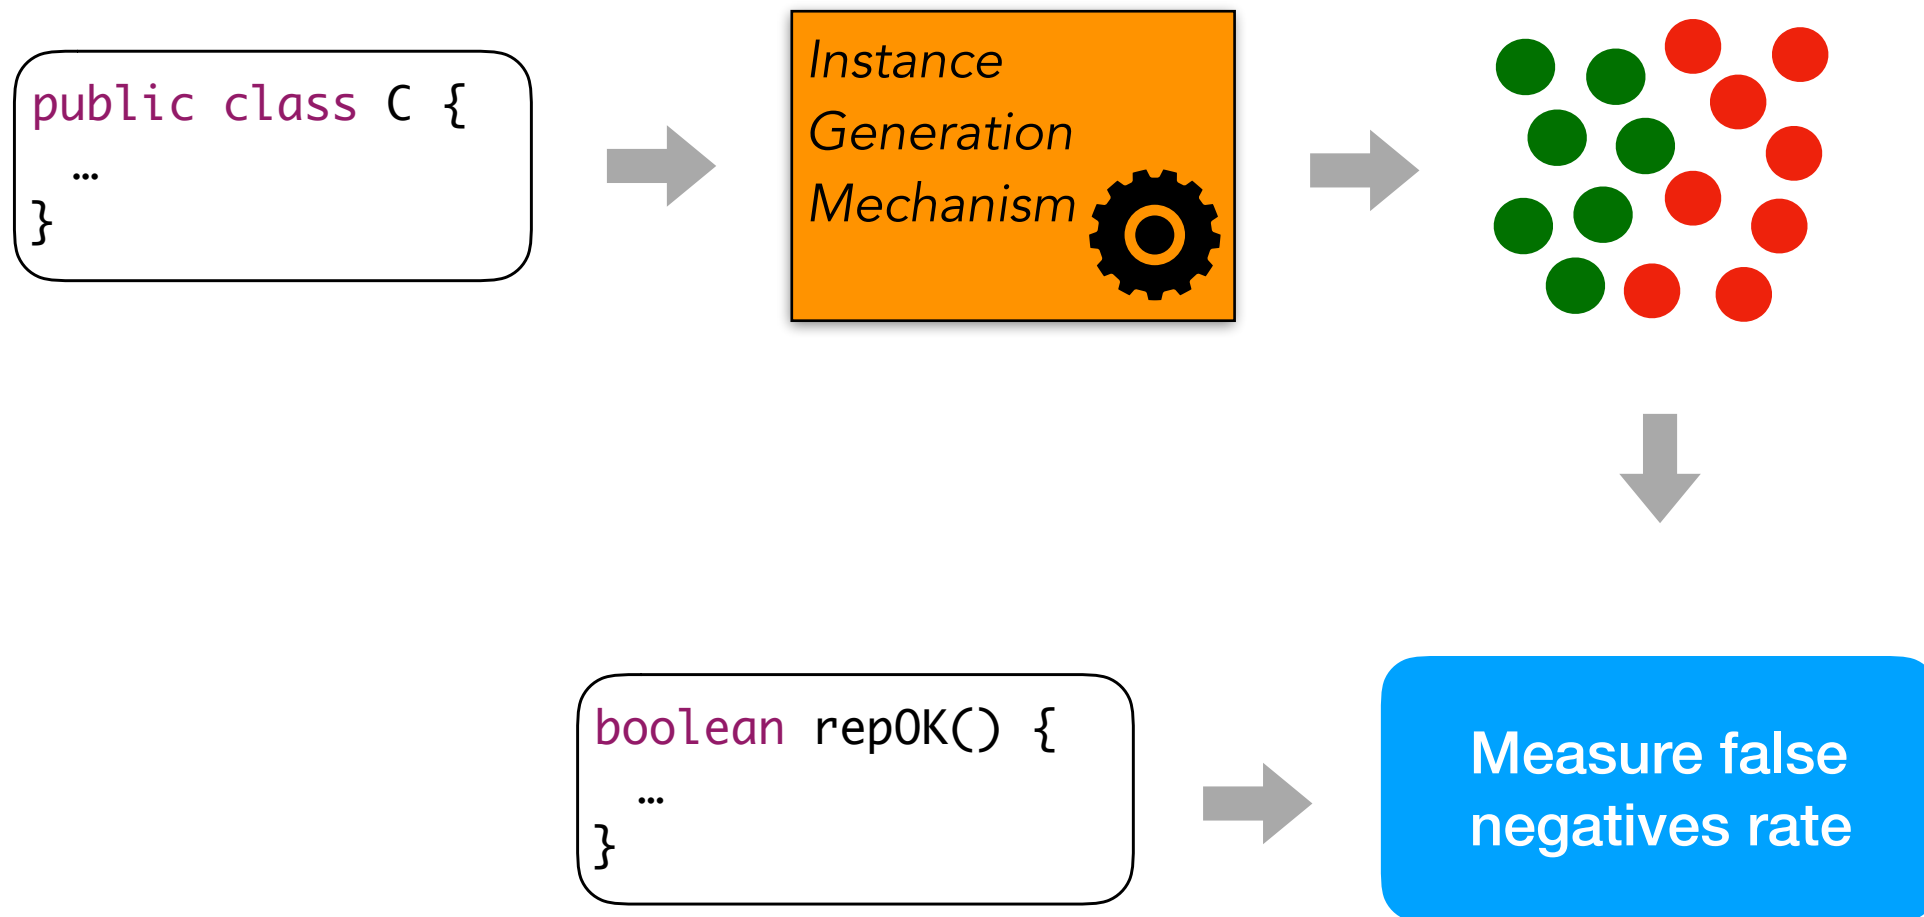 public class C {
…
}
Instance
Generation
Mechanism
boolean repOK() {
…
}
Measure false
negatives rate